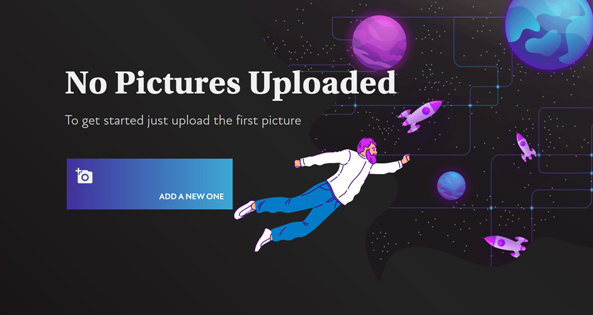 No Pictures Uploaded
To get started just upload the first picture
ADD A NEW ONE